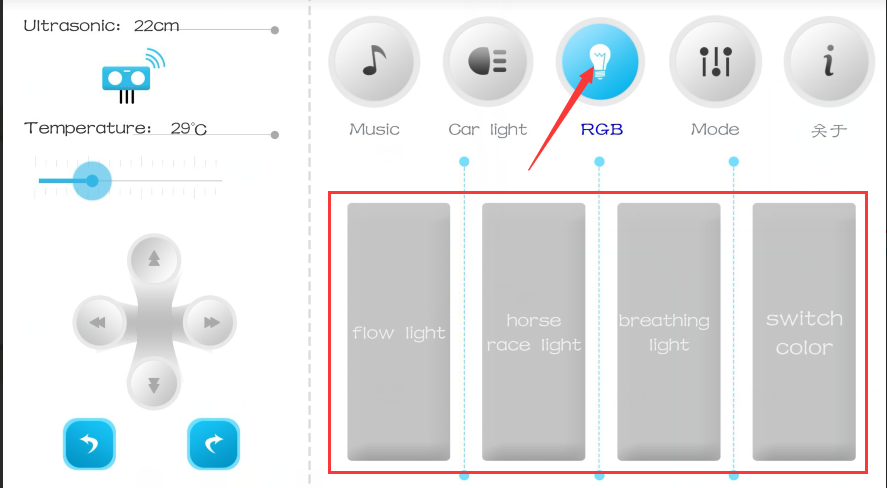 Ultrasonic: 22cm
Temperature: 29°C
Music
Car light
RGB
Mode
关于
flow light
horse
race light
breathing
light
switch
color